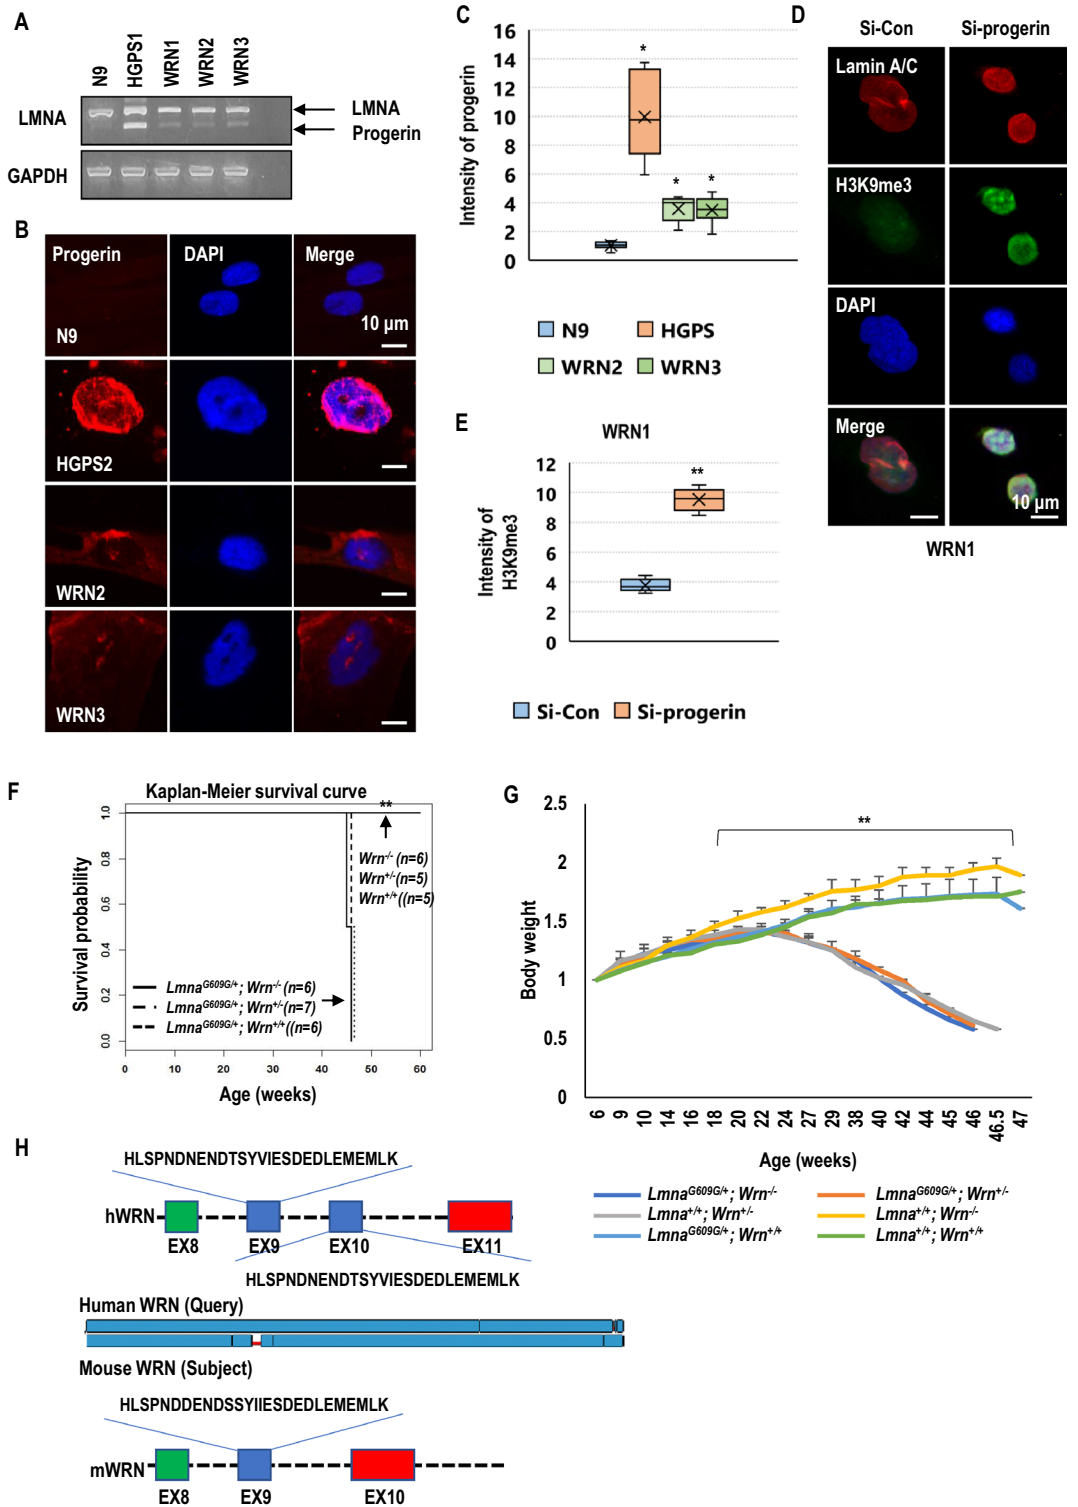 A
N9
HGPS1
WRN1
WRN2
WRN3
LMNA
LMNA
Progerin
GAPDH
B
Progerin
DAPI
Merge
10 µm
N9
HGPS2
WRN2
WRN3
C
Intensity of progerin
16
14
12
10
8
6
4
2
0
*
*
*
N9
HGPS
WRN2
WRN3
D
Si-Con
Si-progerin
Lamin A/C
H3K9me3
DAPI
Merge
10 µm
WRN1
E
WRN1
Intensity of
H3K9me3
12
10
8
6
4
2
0
**
Si-Con
Si-progerin
F
Kaplan-Meier survival curve
**
Survival probability
1.0
0.8
0.6
0.4
0.2
0.0
Wrn-/- (n=6)
Wrn+/- (n=5)
Wrn+/+ ((n=5)
LmnaG609G/+; Wrn-/- (n=6)
LmnaG609G/+; Wrn+/- (n=7)
LmnaG609G/+; Wrn+/+ ((n=6)
0
10
20
30
40
50
60
Age (weeks)
G
Body weight
2.5
2
1.5
1
0.5
0
**
6
9
10
14
16
18
20
22
24
27
29
38
40
42
44
45
46
46.5
47
Age (weeks)
LmnaG609G/+; Wrn-/-
LmnaG609G/+; Wrn+/-
Lmna+/+; Wrn+/-
Lmna+/+; Wrn-/-
LmnaG609G/+; Wrn+/+
Lmna+/+; Wrn+/+
H
HLSPNDNENDTSYVIESDEDLEMEMLK
hWRN
EX8
EX9
EX10
EX11
HLSPNDNENDTSYVIESDEDLEMEMLK
Human WRN (Query)
Mouse WRN (Subject)
HLSPNDDENDSSYIIESDEDLEMEMLK
mWRN
EX8
EX9
EX10